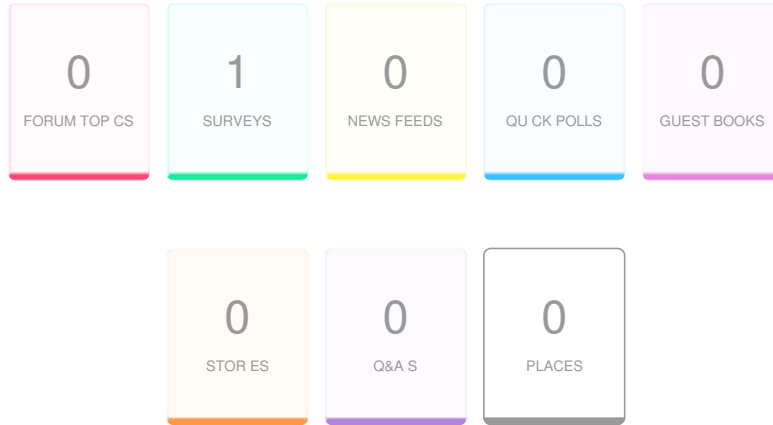 0 1 0 0 0
FORUM TOP CS SURVEYS NEWS FEEDS QU CK POLLS GUEST BOOKS
0 0 0
STOR ES Q&A S PLACES